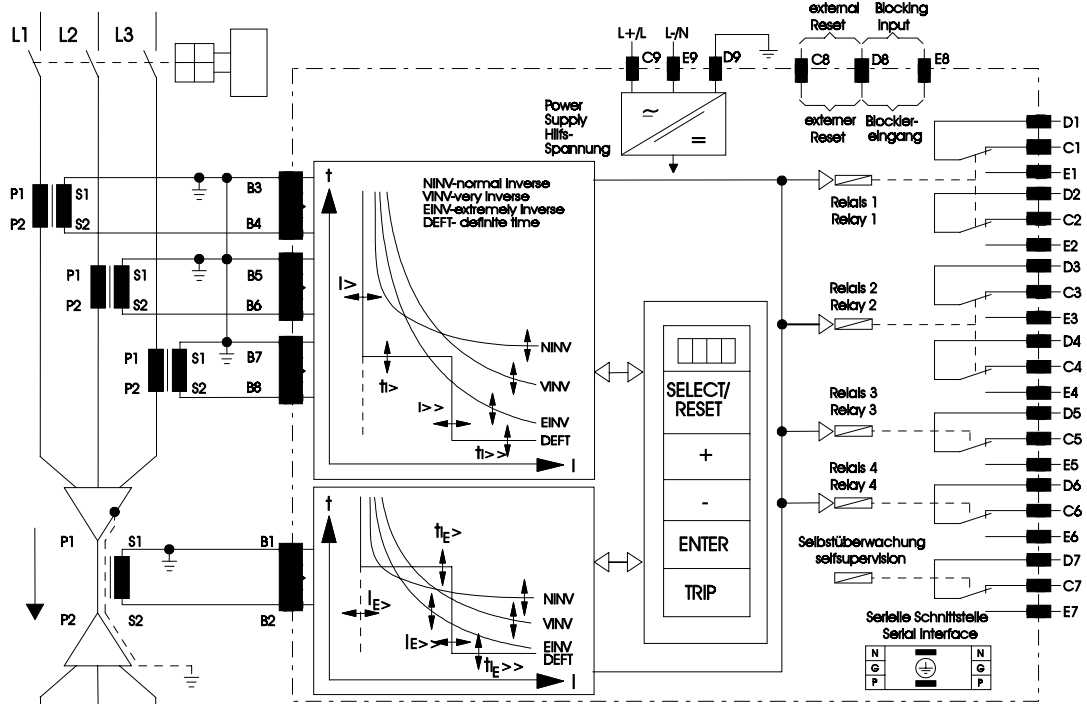 L1 L2 L3
external
Reset
Blocking
input
L+/L L-/N
C9 E9 D9
C8 D8 E8
Power
Supply
Hilfs-
Spannung
≃
=
externer
Reset
Blockier-
eingang
D1
C1
E1
D2
C2
E2
D3
C3
E3
D4
C4
E4
D5
C5
E5
D6
C6
E6
D7
C7
E7
P1 S1
P2 S2
P1 S1
P2 S2
P1 S1
P2 S2
B3
B4
B5
B6
B7
B8
t
NINV-normal inverse
VINV-very inverse
EINV-extremely inverse
DEFT- definite time
I>
tI>
I>>
tI>>
NINV
VINV
EINV
DEFT
I
Relais 1
Relay 1
Relais 2
Relay 2
Relais 3
Relay 3
Relais 4
Relay 4
Selbstüberwachung
selfsupervision
SELECT/
RESET
+
-
ENTER
TRIP
P1 S1
P2 S2
B1
B2
t
tIE>
IE>
IE>>
tIE>>
NINV
VINV
EINV
DEFT
I
Serielle Schnittstelle
Serial Interface
N N
G G
P P